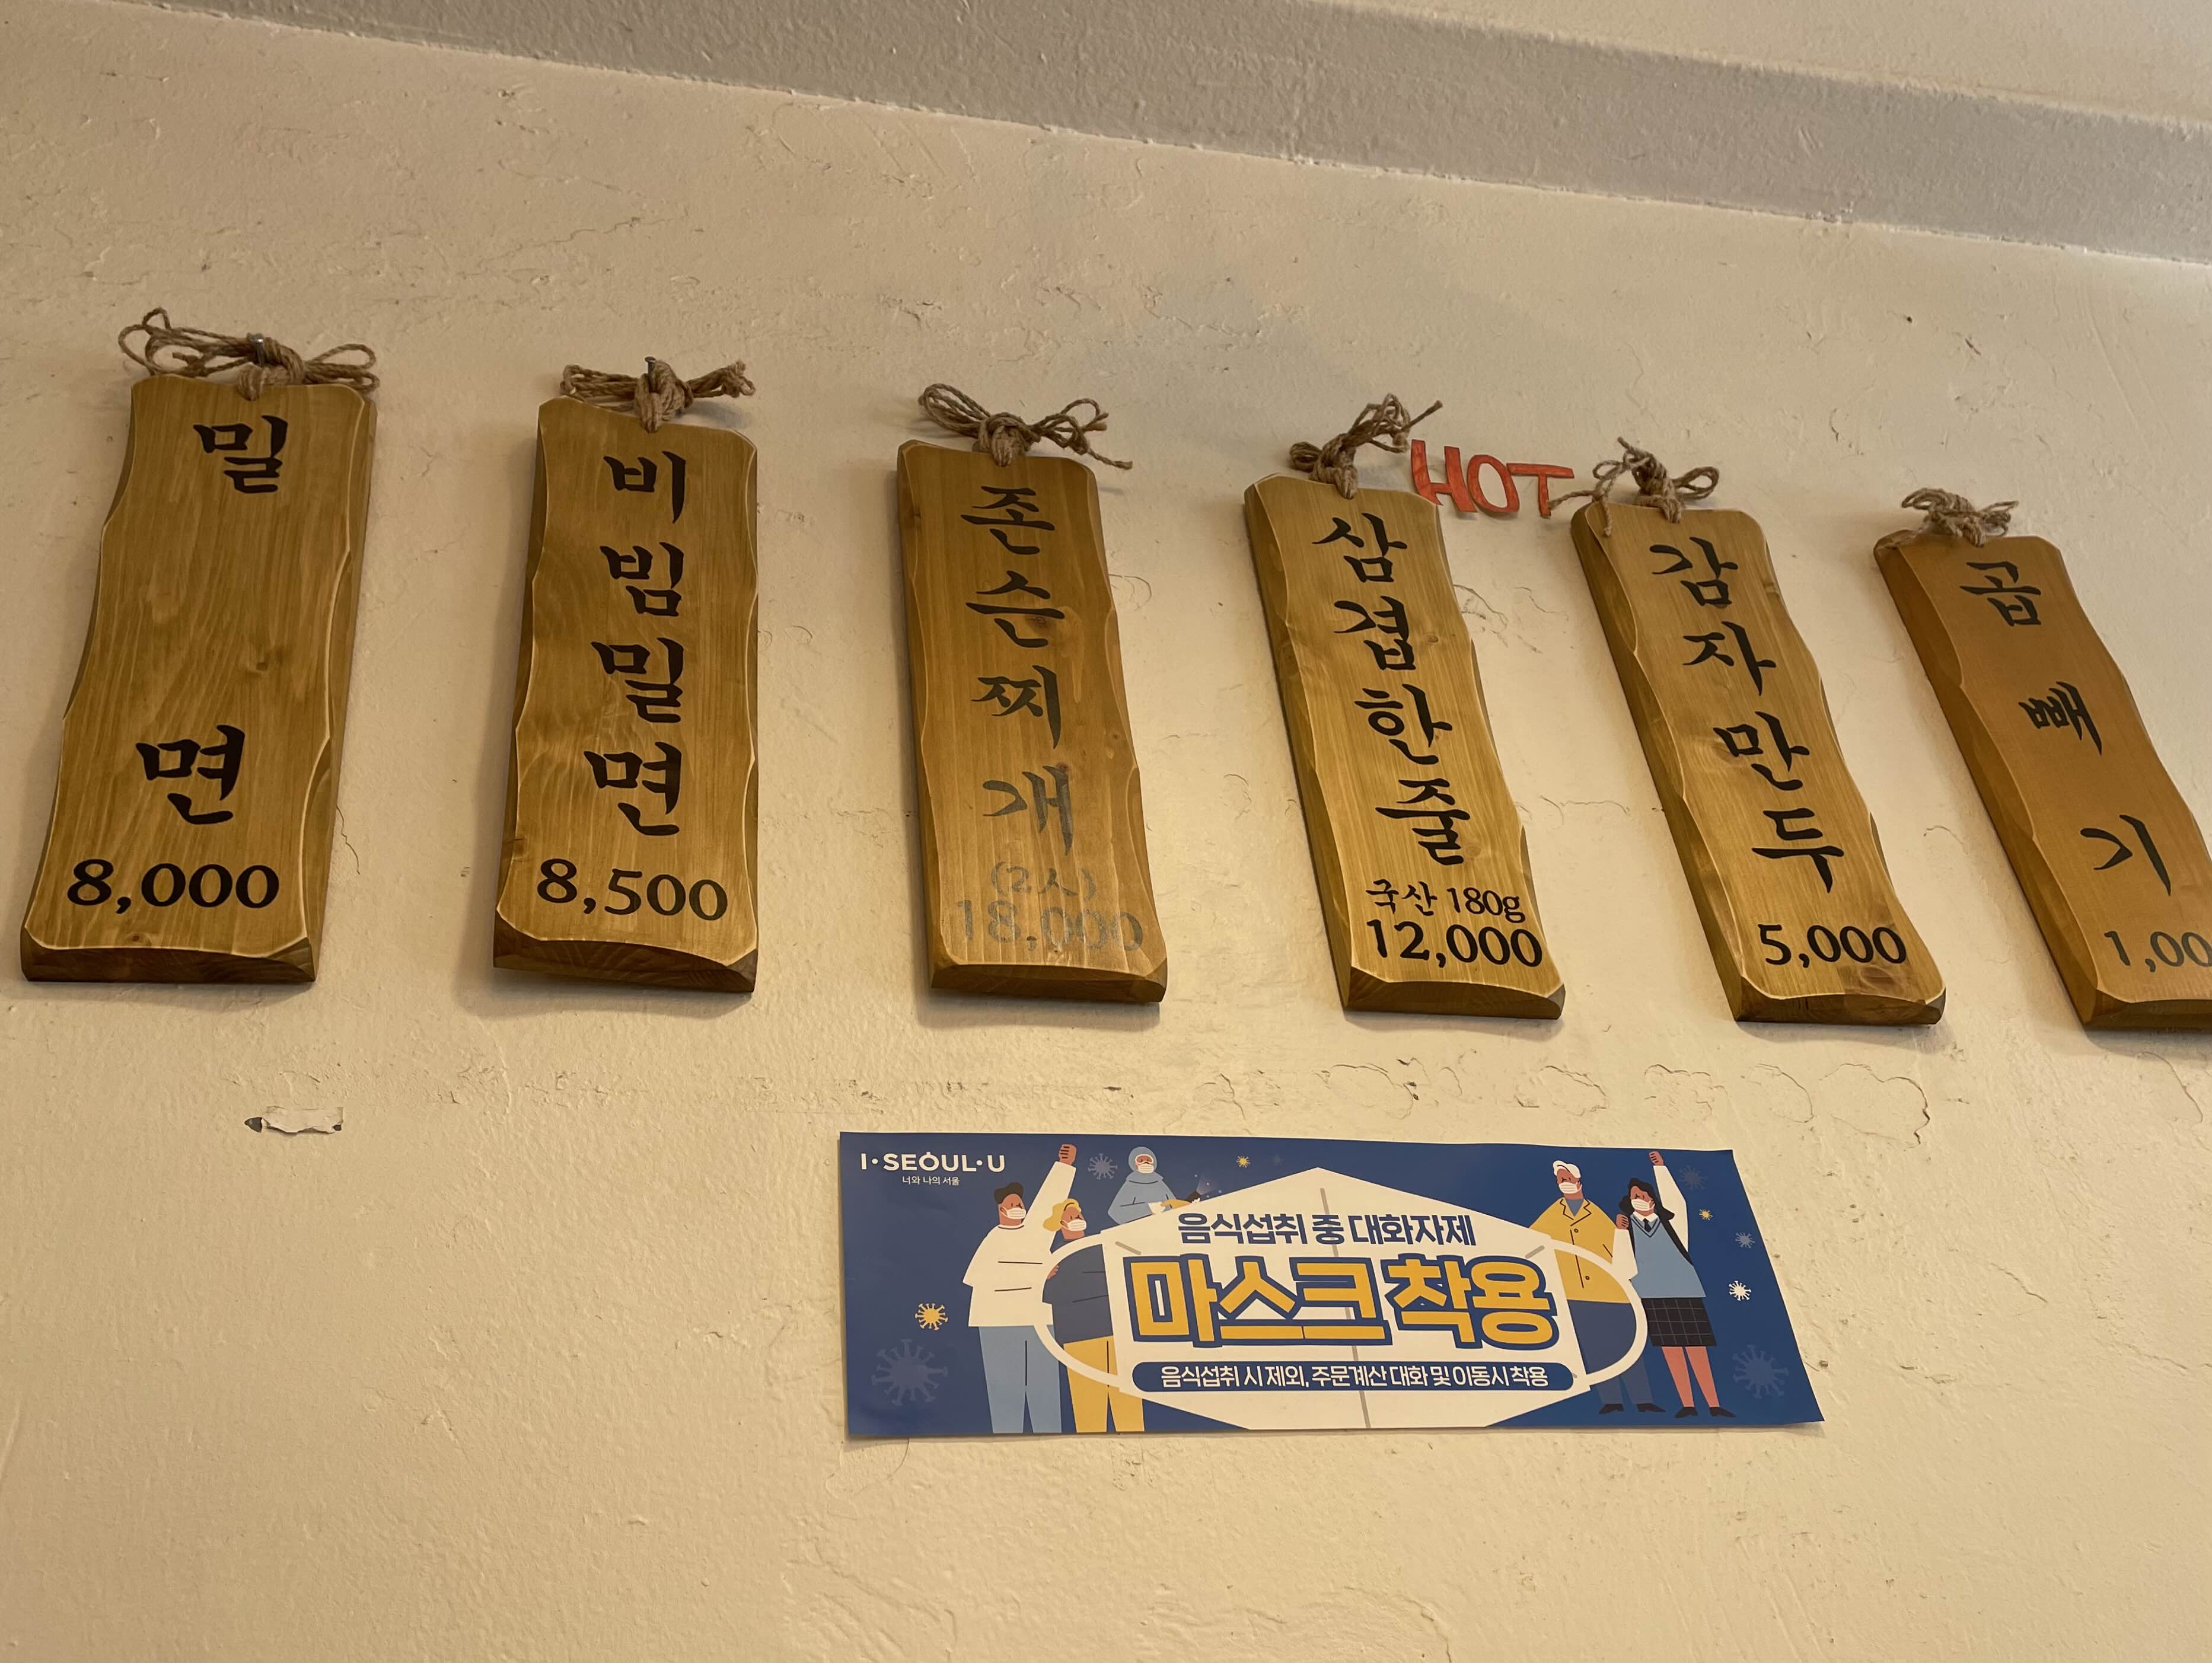 밀면
8,000
비빔밀면
8,500
존슨찌개
(2人)
18,000
HOT
삼겹한줄
국산 180g
12,000
감자만두
5,000
곱빼기
1,00
I·SEOUL·U
너와 나의 서울
음식섭취 중 대화자제
마스크 착용
음식섭취 시 제외, 주문계산 대화 및 이동시 착용